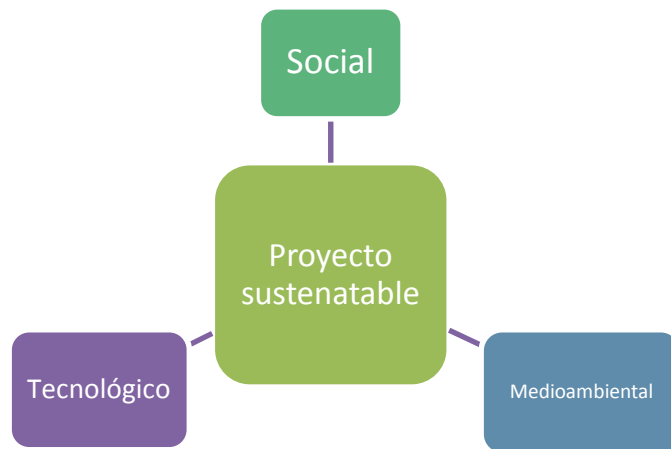 Social
Proyecto
sustenatable
Tecnológico
Medioambiental